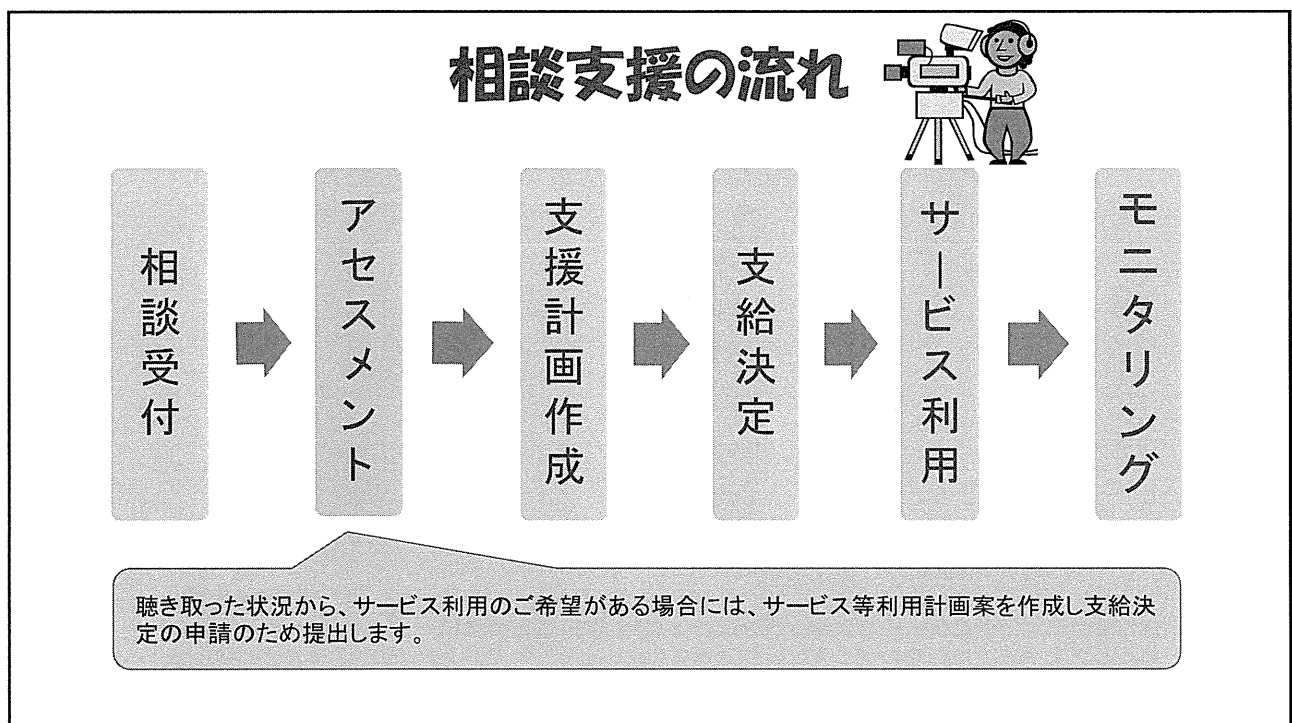 相談支援の流れ
相談受付
アセスメント
支援計画作成
支給決定
サービス利用
モニタリング
聴き取った状況から、サービス利用のご希望がある場合には、サービス等利用計画案を作成し支給決
定の申請のため提出します。